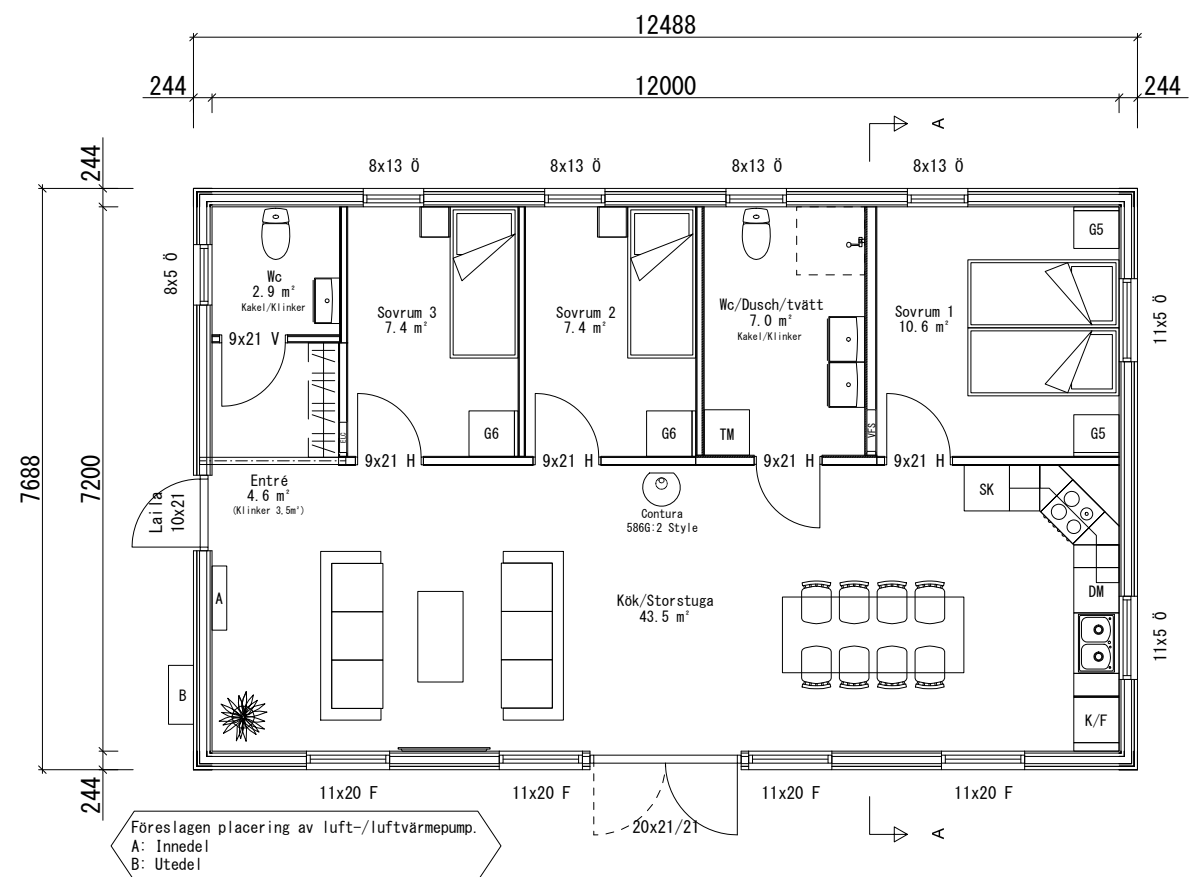 12488
244
12000
244
A
244
8x13 Ö
8x13 Ö
8x13 Ö
8x13 Ö
G5
8x5 Ö
Wc
2.9 m²
Kakel/Klinker
Sovrum 3
7.4 m²
Sovrum 2
7.4 m²
Wc/Dusch/tvätt
7.0 m²
Kakel/Klinker
Sovrum 1
10.6 m²
11x5 Ö
9x21 V
ELC
G6
G6
TM
VFS
G5
9x21 H
9x21 H
9x21 H
9x21 H
7688
7200
Entré
4.6 m²
(Klinker 3,5m²)
Laila
10x21
Contura
586G:2 Style
SK
A
Kök/Storstuga
43.5 m²
DM
11x5 Ö
B
K/F
244
11x20 F
11x20 F
11x20 F
11x20 F
20x21/21
A
Föreslagen placering av luft-/luftvärmepump.
A: Innedel
B: Utedel